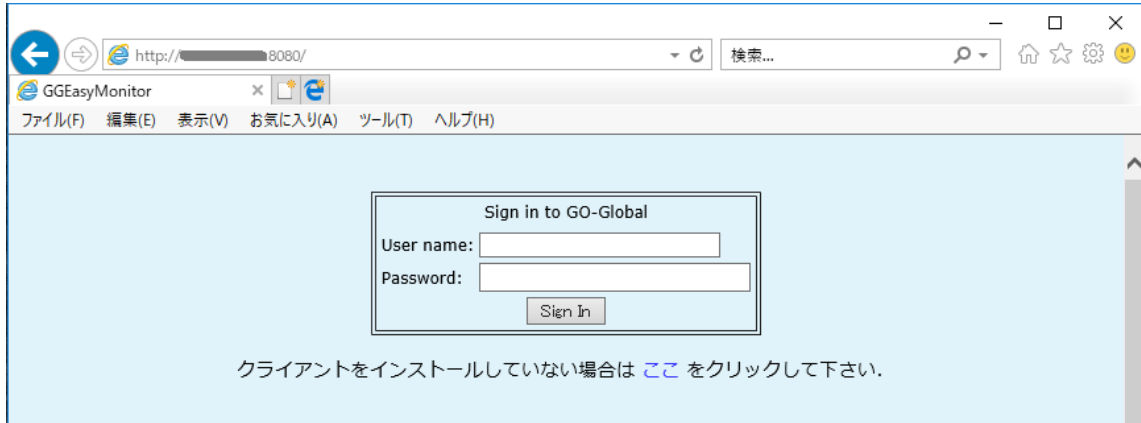 http:// 8080/
検索...
GGEasyMonitor
ファイル(F) 編集(E) 表示(V) お気に入り(A) ツール(T) ヘルプ(H)
Sign in to GO-Global
User name:
Password:
Sign In
クライアントをインストールしていない場合は ここ をクリックして下さい.